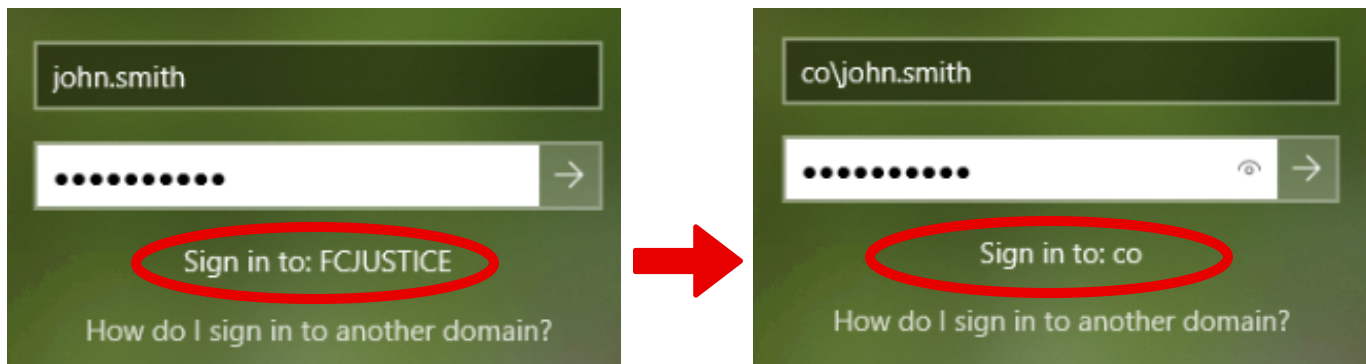 john.smith
Sign in to: FCJUSTICE
How do I sign in to another domain?
co\john.smith
Sign in to: co
How do I sign in to another domain?